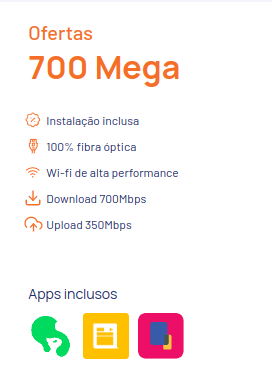 Ofertas
700 Mega
Instalação inclusa
100% fibra óptica
Wi-fi de alta performance
Download 700Mbps
Upload 350Mbps
Apps inclusos